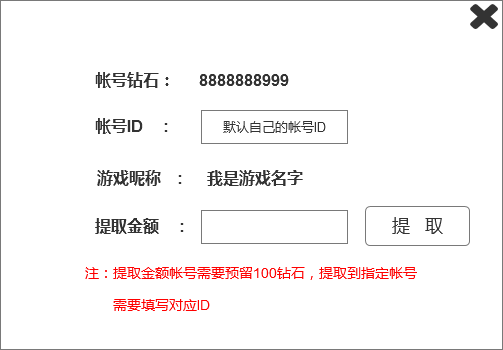 帐号钻石： 8888888999
帐号ID ： 默认自己的帐号ID
游戏昵称 ： 我是游戏名字
提取金额 ： 提 取
注：提取金额帐号需要预留100钻石，提取到指定帐号
需要填写对应ID